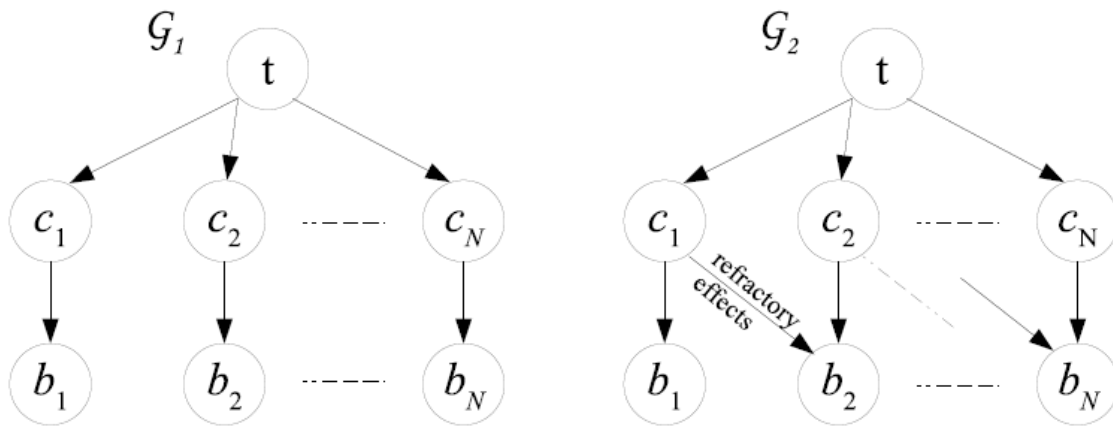 G1 G2
t t
c1 c2 cN c1 c2 cN
refractory
effects
b1 b2 bN b1 b2 bN